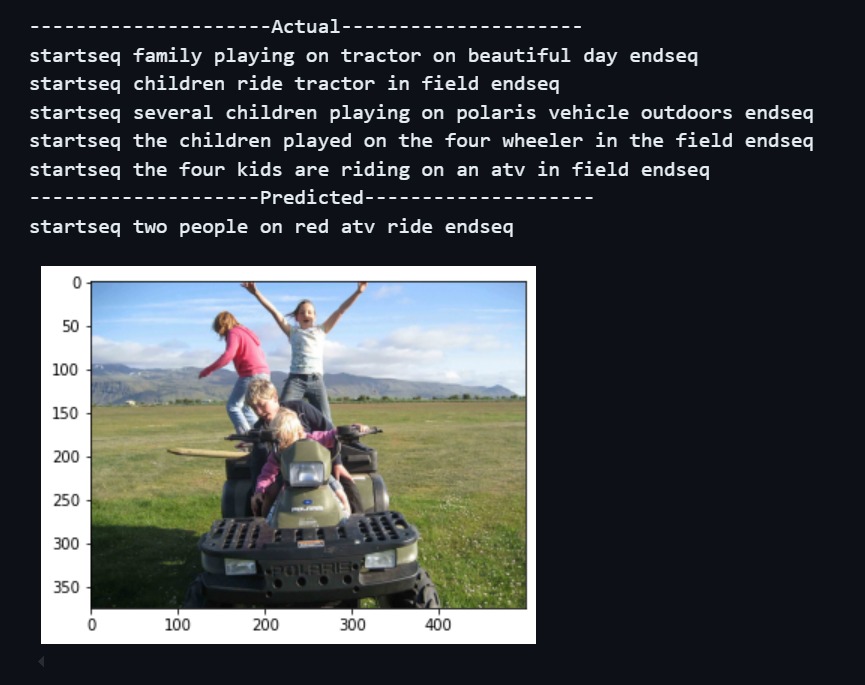 ---------------------Actual---------------------
startseq family playing on tractor on beautiful day endseq
startseq children ride tractor in field endseq
startseq several children playing on polaris vehicle outdoors endseq
startseq the children played on the four wheeler in the field endseq
startseq the four kids are riding on an atv in field endseq
--------------------Predicted--------------------
startseq two people on red atv ride endseq
0
50
100
150
200
250
300
350
POLARIS
POLARIS
0 100 200 300 400